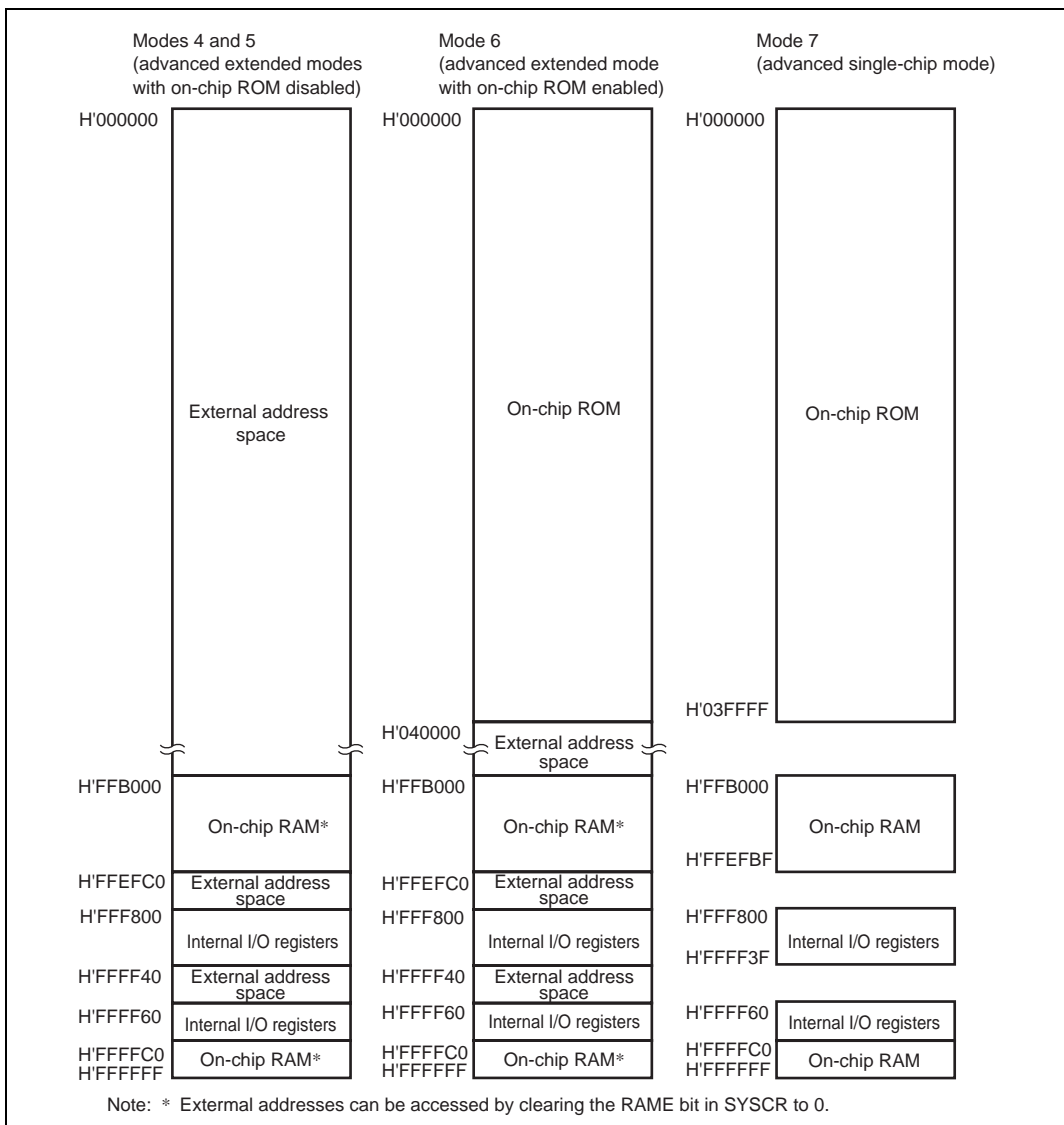 Modes 4 and 5
(advanced extended modes
with on-chip ROM disabled)
H'000000
External address
space
H'FFB000
On-chip RAM*
H'FFEFC0
External address
space
H'FFF800
Internal I/O registers
H'FFFF40
External address
space
H'FFFF60
Internal I/O registers
H'FFFFC0
On-chip RAM*
H'FFFFFF
Mode 6
(advanced extended mode
with on-chip ROM enabled)
H'000000
On-chip ROM
H'040000
External address
space
H'FFB000
On-chip RAM*
H'FFEFC0
External address
space
H'FFF800
Internal I/O registers
H'FFFF40
External address
space
H'FFFF60
Internal I/O registers
H'FFFFC0
On-chip RAM*
H'FFFFFF
Mode 7
(advanced single-chip mode)
H'000000
On-chip ROM
H'03FFFF
H'FFB000
On-chip RAM
H'FFEFBF
H'FFF800
Internal I/O registers
H'FFFF3F
H'FFFF60
Internal I/O registers
H'FFFFC0
On-chip RAM
H'FFFFFF
Note: * Extermal addresses can be accessed by clearing the RAME bit in SYSCR to 0.